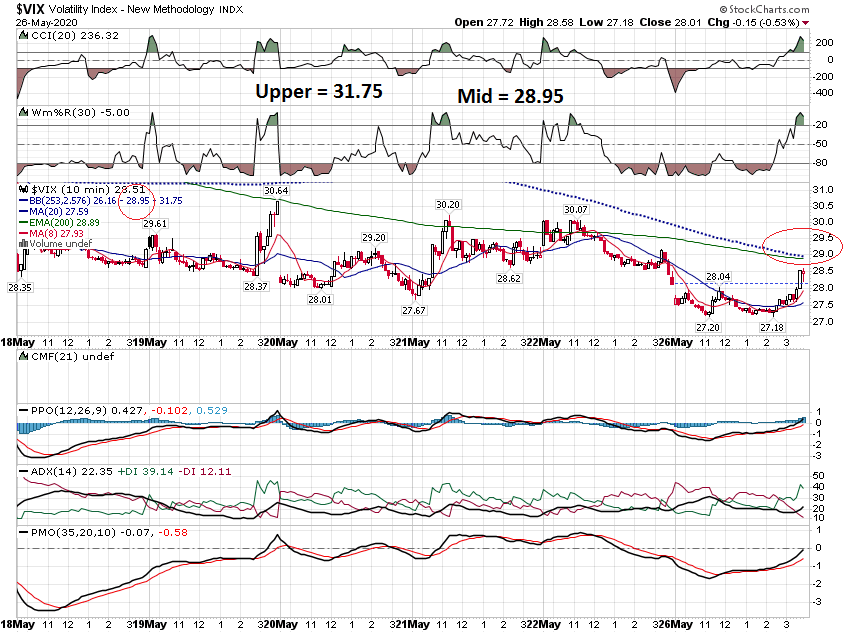 $VIX Volatility Index - New Methodology INDX
© StockCharts.com
26-May-2020
Open 27.72 High 28.58 Low 27.18 Close 28.01 Chg -0.15 (-0.53%)
CCI(20) 236.32
200
0
-200
-400
Upper = 31.75
Mid = 28.95
Wm%R(30) -5.00
-20
-50
-80
$VIX (10 min) 28.51
BB(253,2.576) 26.16 - 28.95 - 31.75
MA(20) 27.59
EMA(200) 28.89
MA(8) 27.93
Volume undef
31.0
30.5
30.0
29.5
29.0
28.5
28.0
27.5
27.0
28.35
29.61
28.37
30.64
28.01
29.20
27.67
30.20
28.62
30.07
27.20
28.04
27.18
18May 11 12 1 2 3 19May 11 12 1 2 3 20May 11 12 1 2 3 21May 11 12 1 2 3 22May 11 12 1 2 3 26May 11 12 1 2 3
CMF(21) undef
PPO(12,26,9) 0.427, -0.102, 0.529
1
0
-1
-2
-3
ADX(14) 22.35 +DI 39.14 -DI 12.11
50
40
30
20
10
PMO(35,20,10) -0.07, -0.58
1
0
-1
-2
-3
18May 11 12 1 2 3 19May 11 12 1 2 3 20May 11 12 1 2 3 21May 11 12 1 2 3 22May 11 12 1 2 3 26May 11 12 1 2 3